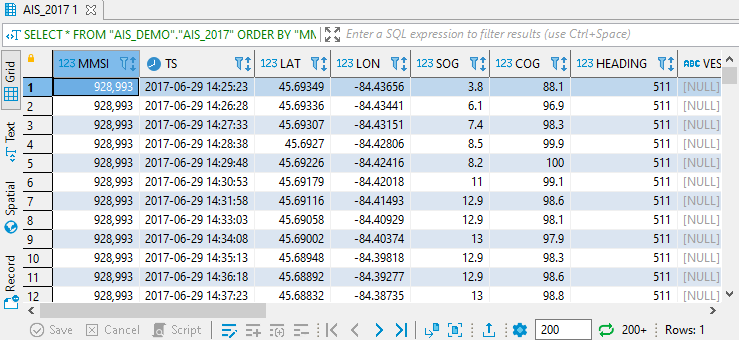 AIS_2017 1
SELECT * FROM "AIS_DEMO"."AIS_2017" ORDER BY "MM Enter a SQL expression to filter results (use Ctrl+Space)
Grid
Text
Spatial
Record
123 MMSI TS 123 LAT 123 LON 123 SOG 123 COG 123 HEADING ABC VES
1 928,993 2017-06-29 14:25:23 45.69349 -84.43656 3.8 88.1 511 [NULL]
2 928,993 2017-06-29 14:26:28 45.69336 -84.43441 6.1 96.9 511 [NULL]
3 928,993 2017-06-29 14:27:33 45.69307 -84.43151 7.4 98.3 511 [NULL]
4 928,993 2017-06-29 14:28:38 45.6927 -84.42806 8.5 99.9 511 [NULL]
5 928,993 2017-06-29 14:29:48 45.69226 -84.42416 8.2 100 511 [NULL]
6 928,993 2017-06-29 14:30:53 45.69179 -84.42018 11 99.1 511 [NULL]
7 928,993 2017-06-29 14:31:58 45.69116 -84.41493 12.9 98.6 511 [NULL]
8 928,993 2017-06-29 14:33:03 45.69058 -84.40929 12.9 98.1 511 [NULL]
9 928,993 2017-06-29 14:34:08 45.69002 -84.40374 13 97.9 511 [NULL]
10 928,993 2017-06-29 14:35:13 45.68948 -84.39818 12.9 98.3 511 [NULL]
11 928,993 2017-06-29 14:36:18 45.68892 -84.39277 12.9 98.6 511 [NULL]
12 928,993 2017-06-29 14:37:23 45.68832 -84.38735 13 98.8 511 [NULL]
Save Cancel Script 200 200+ Rows: 1